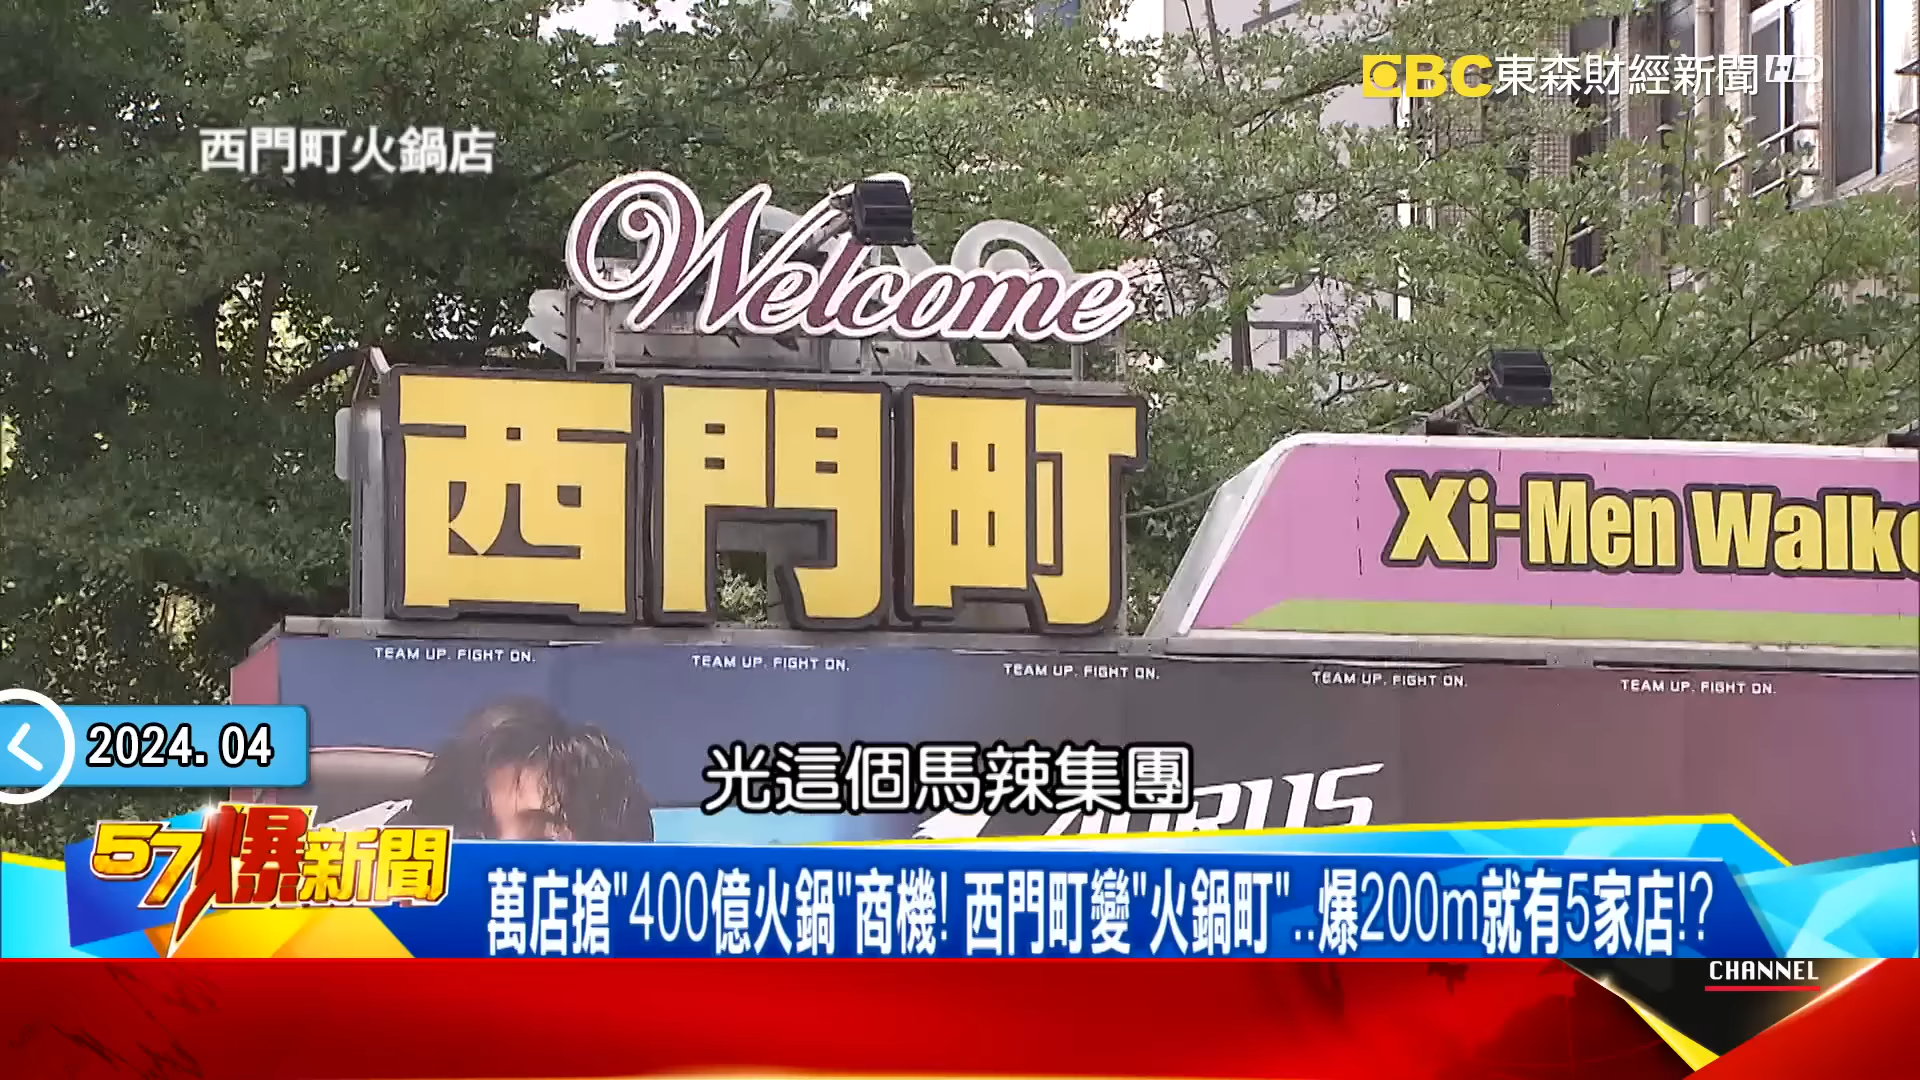 EBC東森財經新聞HD
西門町火鍋店
Welcome
西門町
Xi-Men Walke
TEAM UP. FIGHT ON. TEAM UP. FIGHT ON. TEAM UP. FIGHT ON. TEAM UP. FIGHT ON. TEAM UP. FIGHT ON.
2024.04
光這個馬辣集團
57爆新聞
萬店搶"400億火鍋"商機! 西門町變"火鍋町"..爆200m就有5家店!?
CHANNEL